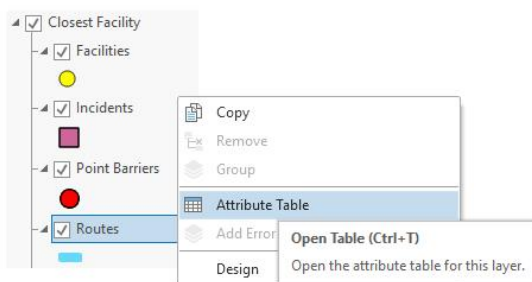 Closest Facility
Facilities
Incidents
Point Barriers
Routes
Copy
Remove
Group
Attribute Table
Add Error
Design
Open Table (Ctrl+T)
Open the attribute table for this layer.